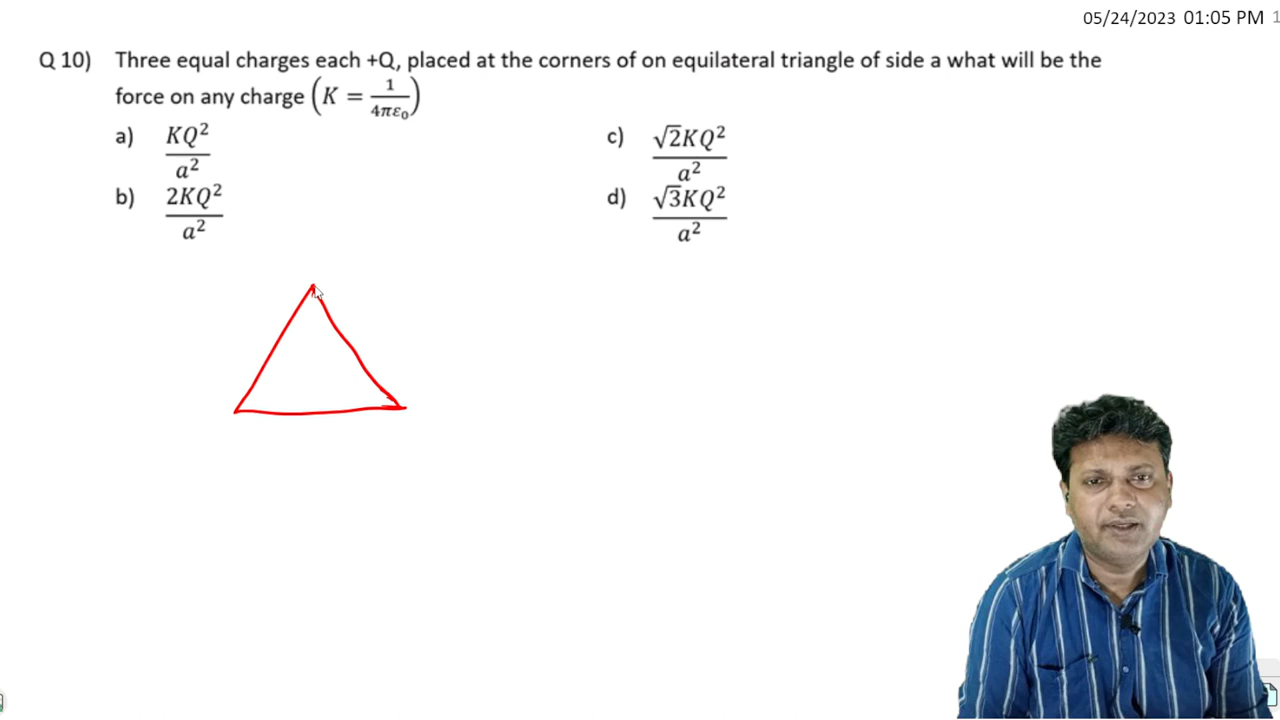 05/24/2023 01:05 PM 1
Q 10) Three equal charges each +Q, placed at the corners of on equilateral triangle of side a what will be the
force on any charge (K = 1/4πε₀)
a) KQ²/a²
c) √2KQ²/a²
b) 2KQ²/a²
d) √3KQ²/a²